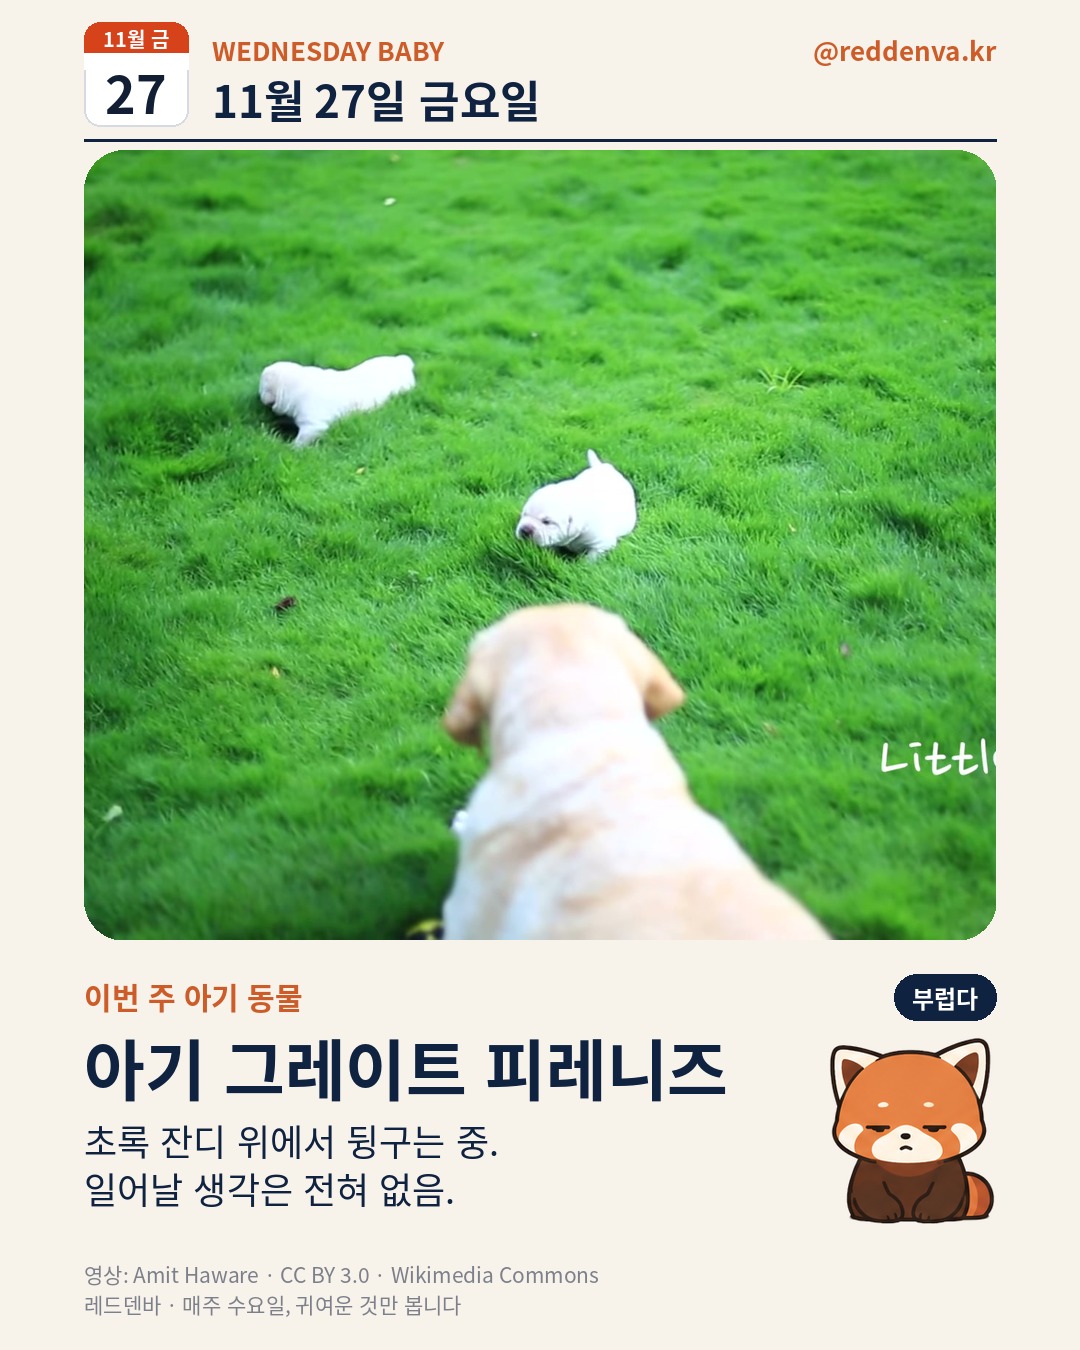 11월 금
27
WEDNESDAY BABY
11월 27일 금요일
@reddenva.kr
Little
이번 주 아기 동물
부럽다
아기 그레이트 피레니즈
초록 잔디 위에서 뒹구는 중.
일어날 생각은 전혀 없음.
영상: Amit Haware · CC BY 3.0 · Wikimedia Commons
레드덴바 · 매주 수요일, 귀여운 것만 봅니다